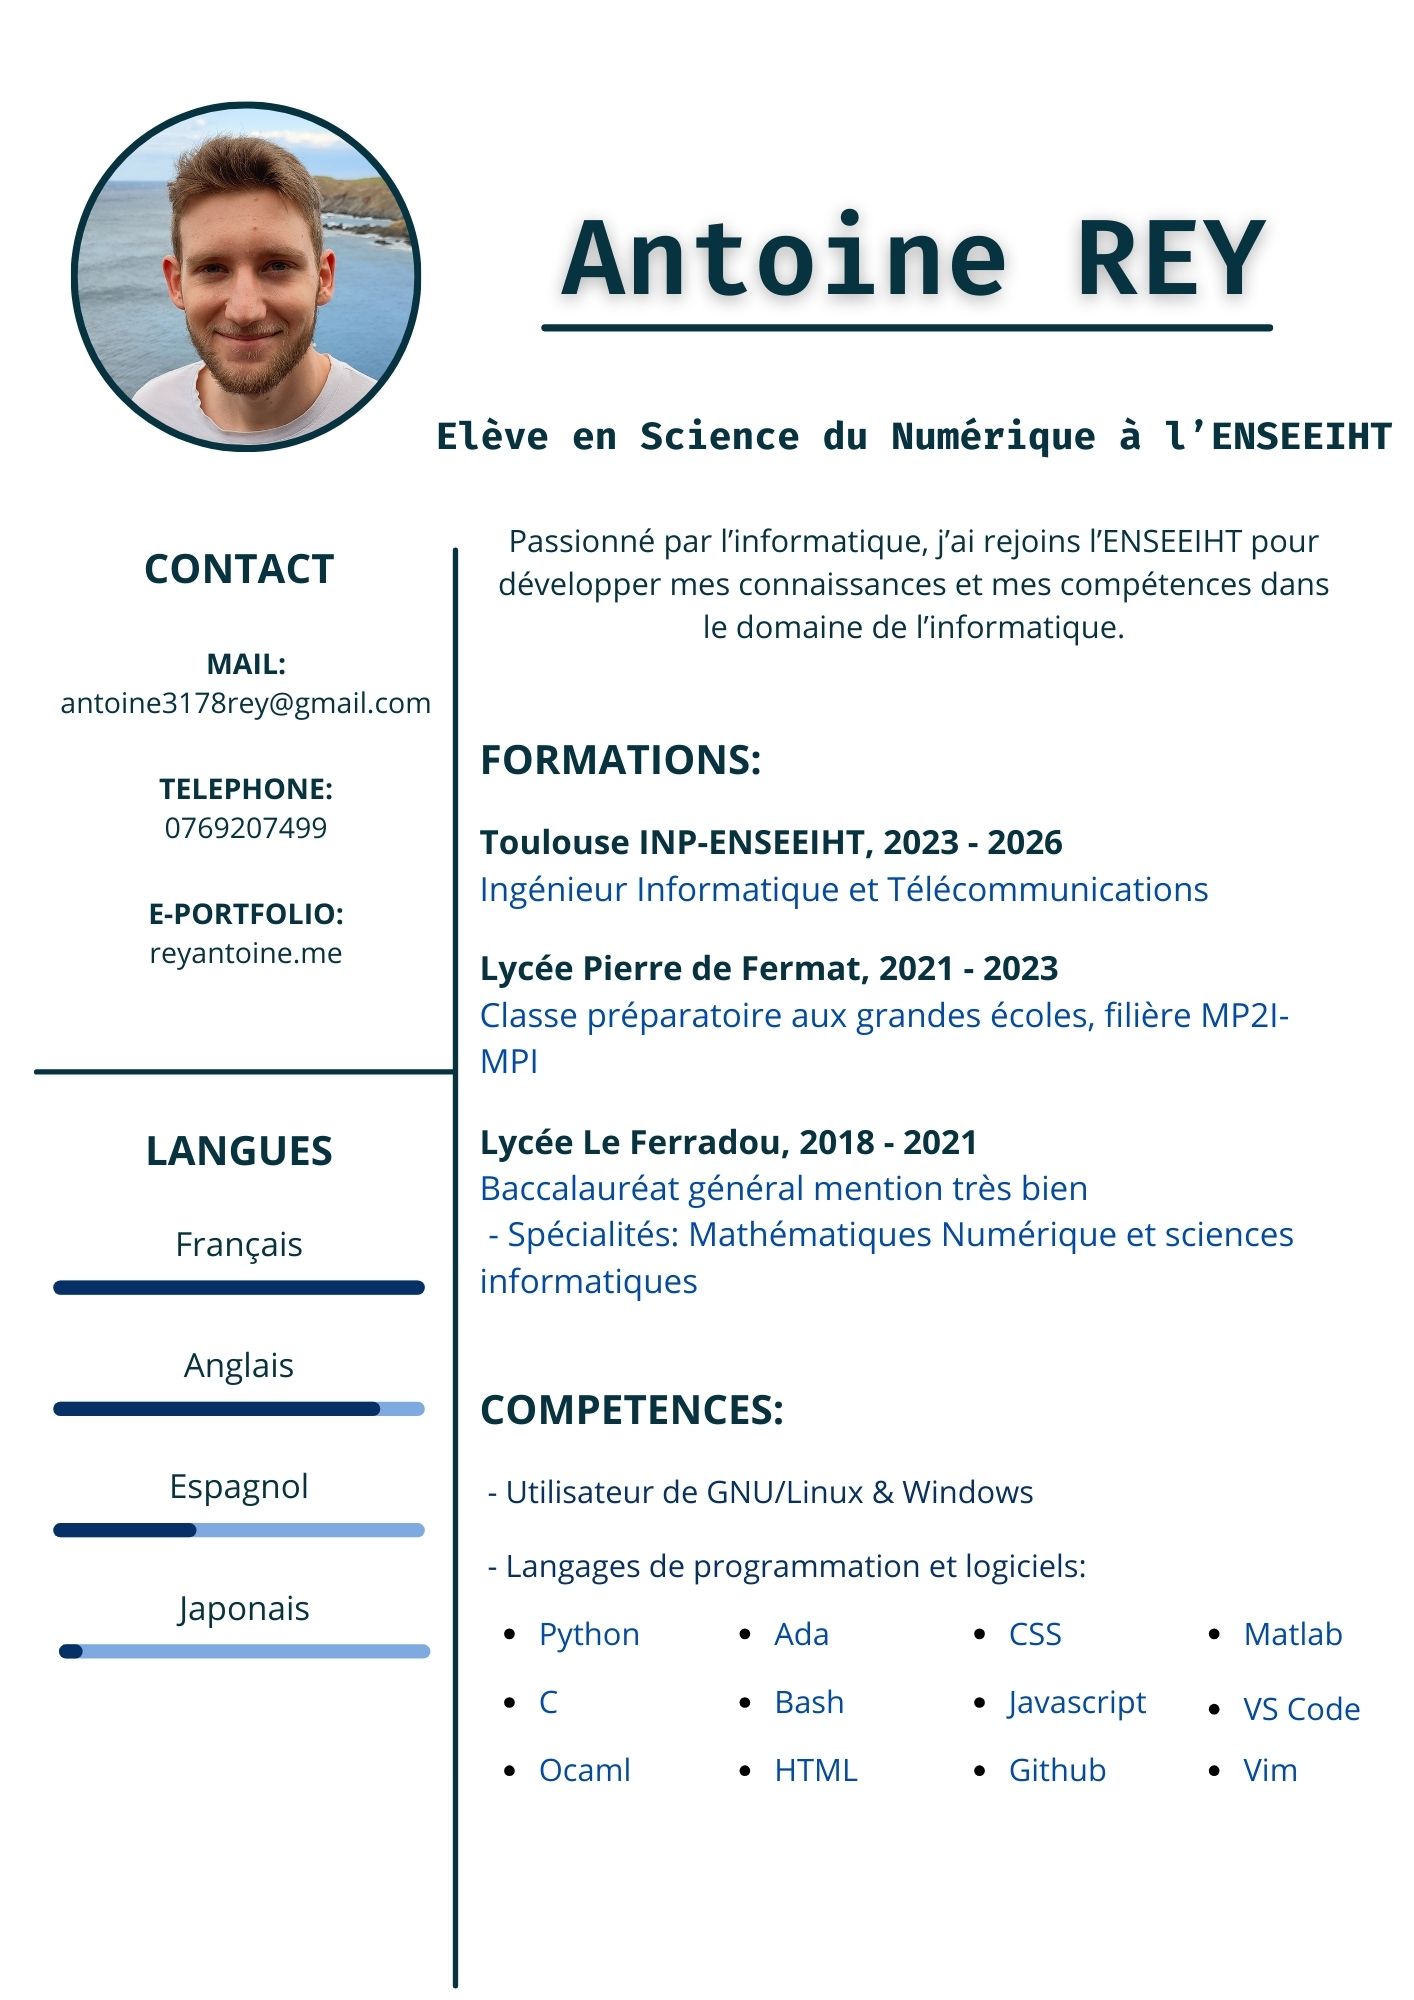 Antoine REY
Elève en Science du Numérique à l’ENSEEIHT
CONTACT
MAIL:
antoine3178rey@gmail.com
TELEPHONE:
0769207499
E-PORTFOLIO:
reyantoine.me
LANGUES
Français
Anglais
Espagnol
Japonais
Passionné par l’informatique, j’ai rejoins l’ENSEEIHT pour
développer mes connaissances et mes compétences dans
le domaine de l’informatique.
FORMATIONS:
Toulouse INP-ENSEEIHT, 2023 - 2026
Ingénieur Informatique et Télécommunications
Lycée Pierre de Fermat, 2021 - 2023
Classe préparatoire aux grandes écoles, filière MP2I-
MPI
Lycée Le Ferradou, 2018 - 2021
Baccalauréat général mention très bien
- Spécialités: Mathématiques Numérique et sciences
informatiques
COMPETENCES:
- Utilisateur de GNU/Linux & Windows
- Langages de programmation et logiciels:
• Python • Ada • CSS • Matlab
• C • Bash • Javascript • VS Code
• Ocaml • HTML • Github • Vim